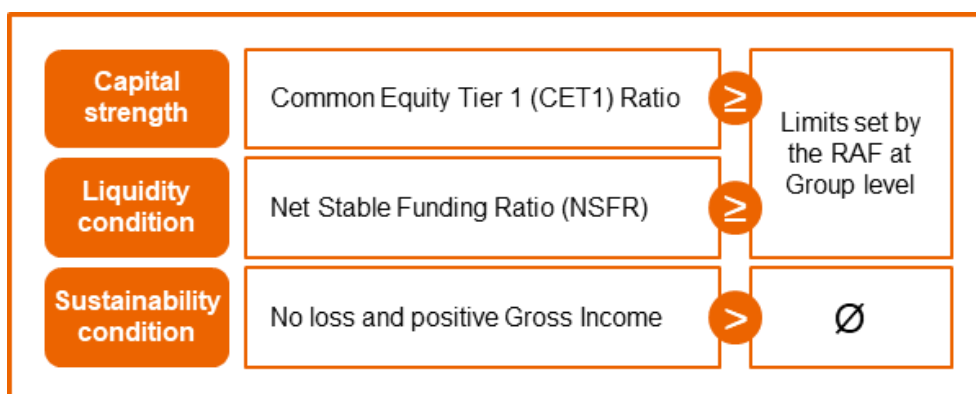 Capital
strength
Common Equity Tier 1 (CET1) Ratio
≥
Limits set by
the RAF at
Group level
Liquidity
condition
Net Stable Funding Ratio (NSFR)
≥
Sustainability
condition
No loss and positive Gross Income
>
Ø